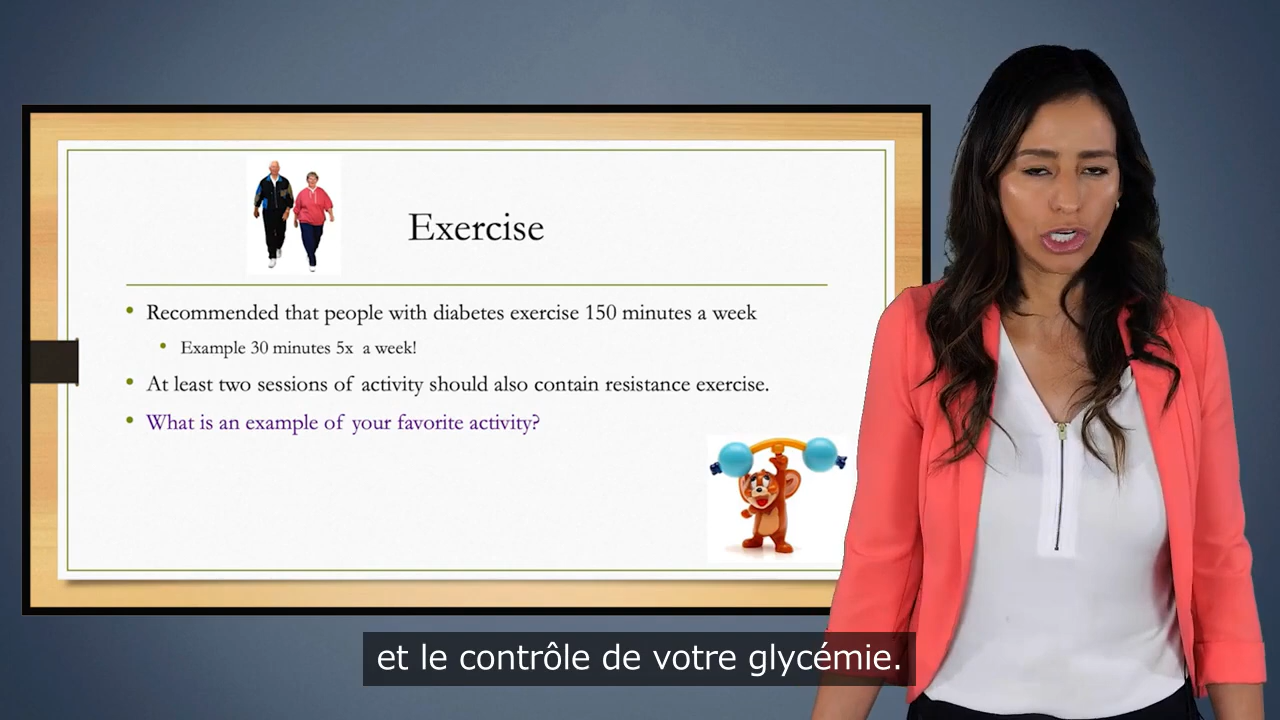 Exercise
Recommended that people with diabetes exercise 150 minutes a week
Example 30 minutes 5x a week!
At least two sessions of activity should also contain resistance exercise.
What is an example of your favorite activity?
et le contrôle de votre glycémie.